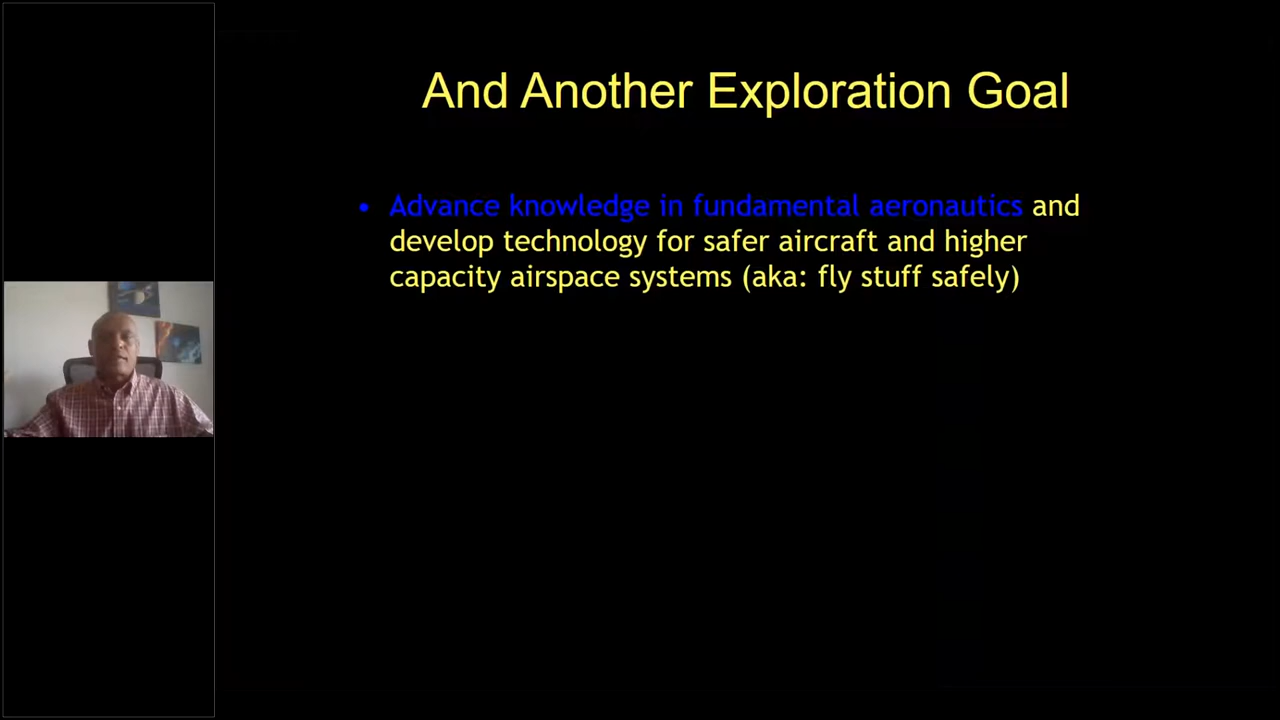 And Another Exploration Goal
• Advance knowledge in fundamental aeronautics and
develop technology for safer aircraft and higher
capacity airspace systems (aka: fly stuff safely)